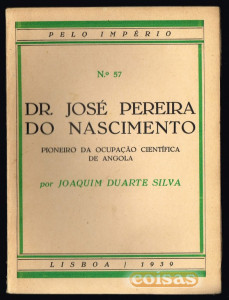 PELO IMPÉRIO
N.º 57
DR. JOSÉ PEREIRA
DO NASCIMENTO
PIONEIRO DA OCUPAÇÃO CIENTÍFICA
DE ANGOLA
por JOAQUIM DUARTE SILVA
LISBOA / 1939
coisas